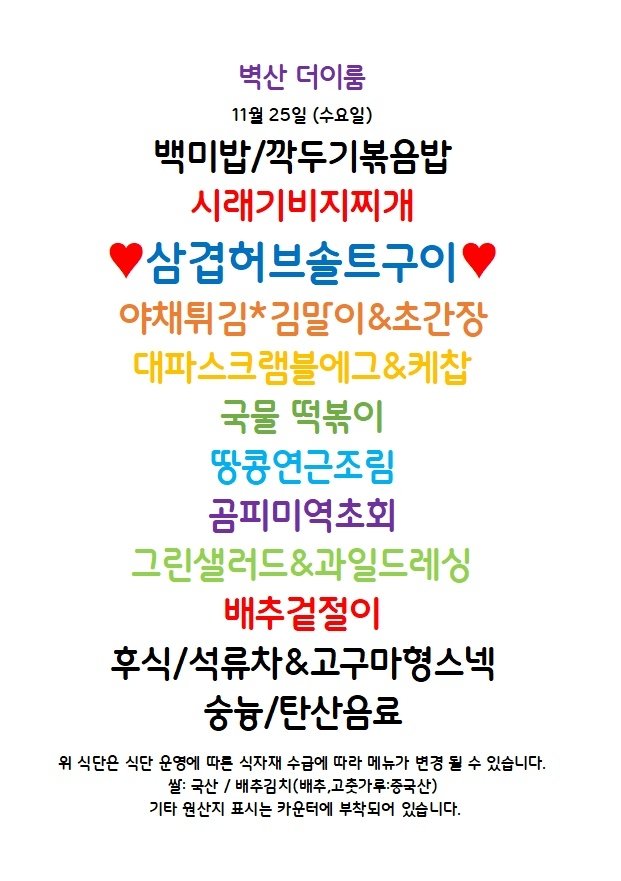 벽산 더이룸
11월 25일 (수요일)
백미밥/깍두기볶음밥
시래기비지찌개
♥삼겹허브솔트구이♥
야채튀김*김말이&초간장
대파스크램블에그&케찹
국물 떡볶이
땅콩연근조림
곰피미역초회
그린샐러드&과일드레싱
배추겉절이
후식/석류차&고구마형스넥
숭늉/탄산음료
위 식단은 식단 운영에 따른 식자재 수급에 따라 메뉴가 변경 될 수 있습니다.
쌀: 국산 / 배추김치(배추,고춧가루:중국산)
기타 원산지 표시는 카운터에 부착되어 있습니다.